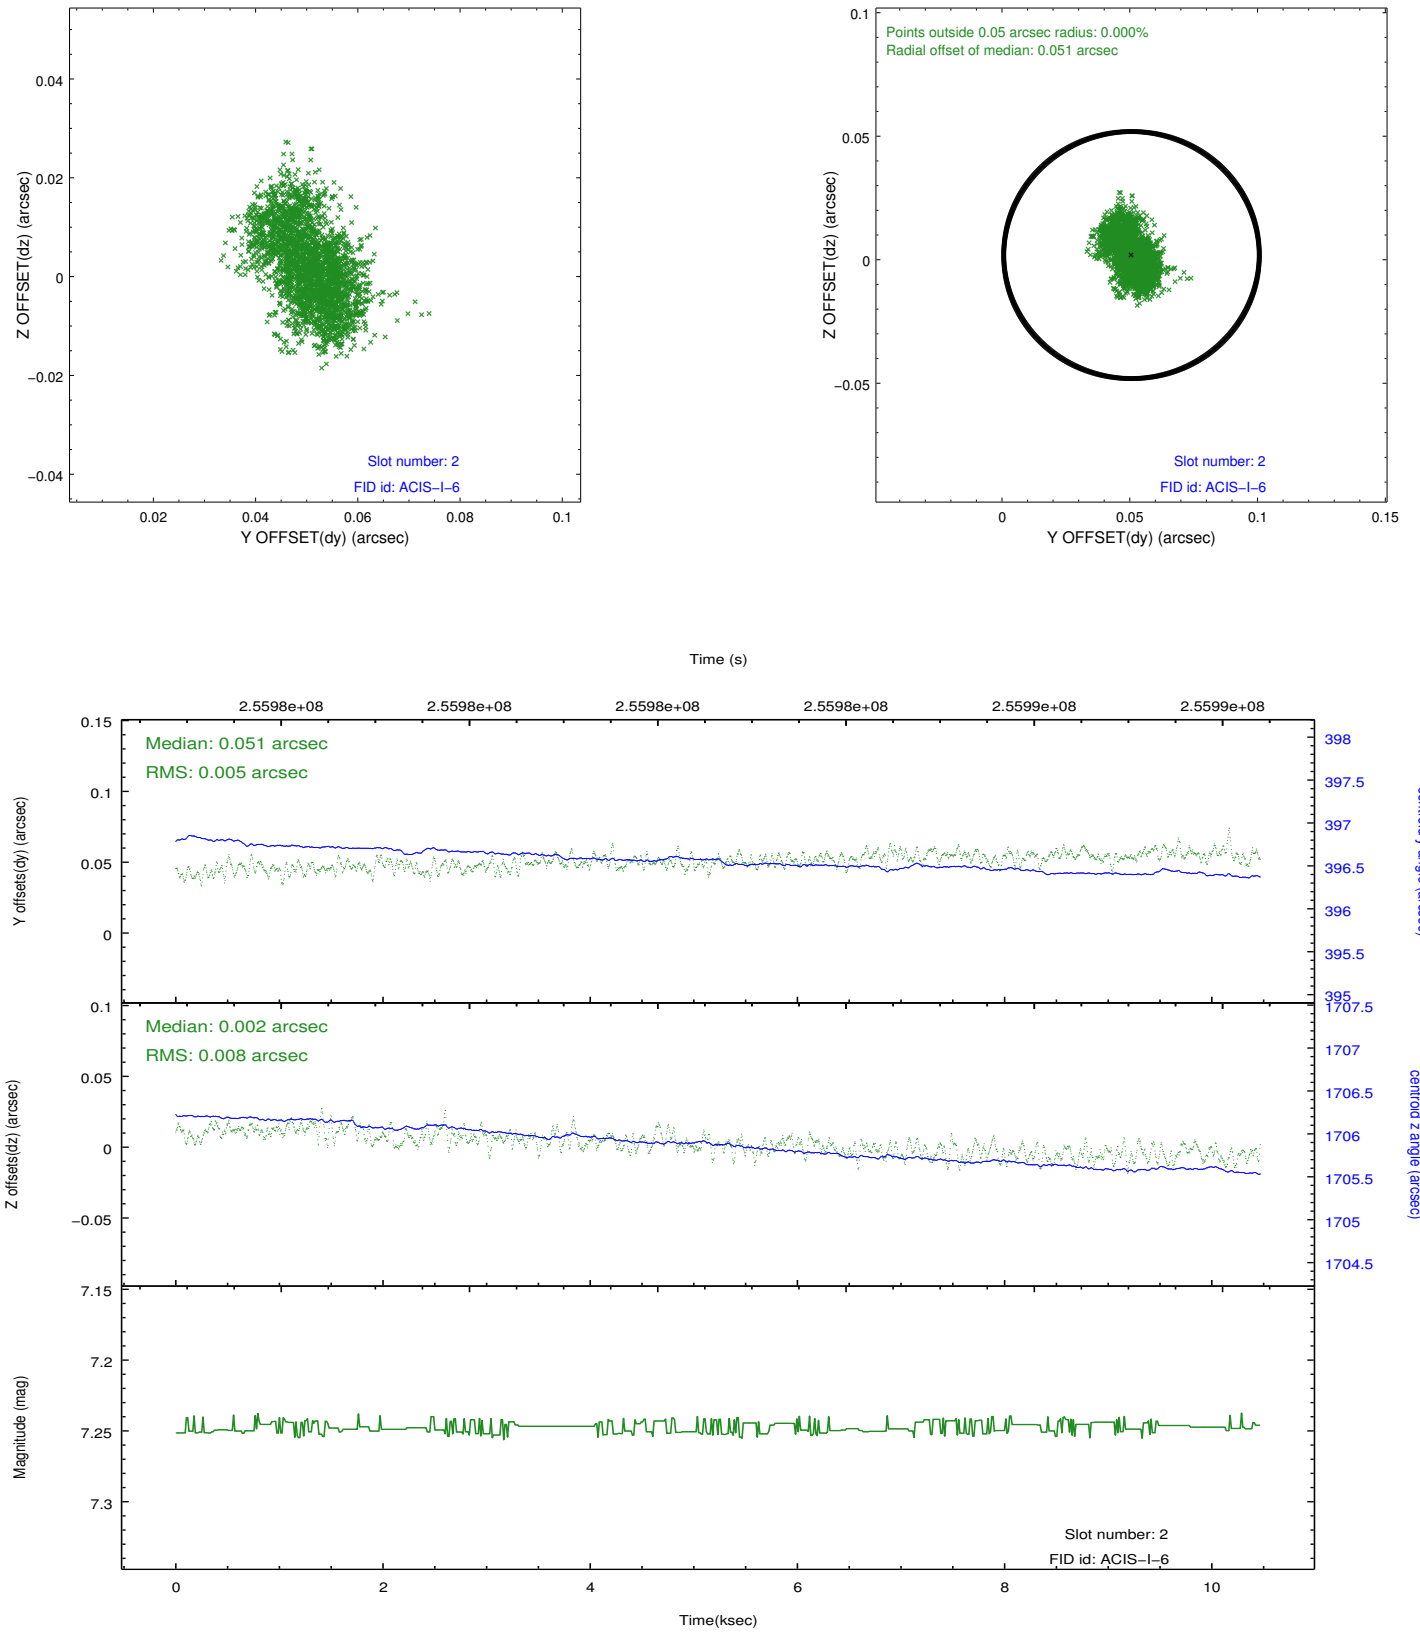 0.04
0.02
0
−0.02
−0.04
Z OFFSET(dz) (arcsec)
Slot number: 2
FID id: ACIS−I−6
0.02 0.04 0.06 0.08 0.1
Y OFFSET(dy) (arcsec)
Points outside 0.05 arcsec radius: 0.000%
Radial offset of median: 0.051 arcsec
0.1
0.05
0
−0.05
Z OFFSET(dz) (arcsec)
Slot number: 2
FID id: ACIS−I−6
0 0.05 0.1 0.15
Y OFFSET(dy) (arcsec)
Time (s)
2.5598e+08 2.5598e+08 2.5598e+08 2.5598e+08 2.5599e+08 2.5599e+08
Median: 0.051 arcsec
RMS: 0.005 arcsec
0.15
0.1
0.05
0
Y offsets(dy) (arcsec)
398
397.5
397
396.5
396
395.5
395
Median: 0.002 arcsec
RMS: 0.008 arcsec
0.1
0.05
0
−0.05
Z offsets(dz) (arcsec)
1707.5
1707
1706.5
1706
1705.5
1705
1704.5
centroid z angle (arcsec)
7.15
7.2
7.25
7.3
Magnitude (mag)
Slot number: 2
FID id: ACIS−I−6
0 2 4 6 8 10
Time(ksec)